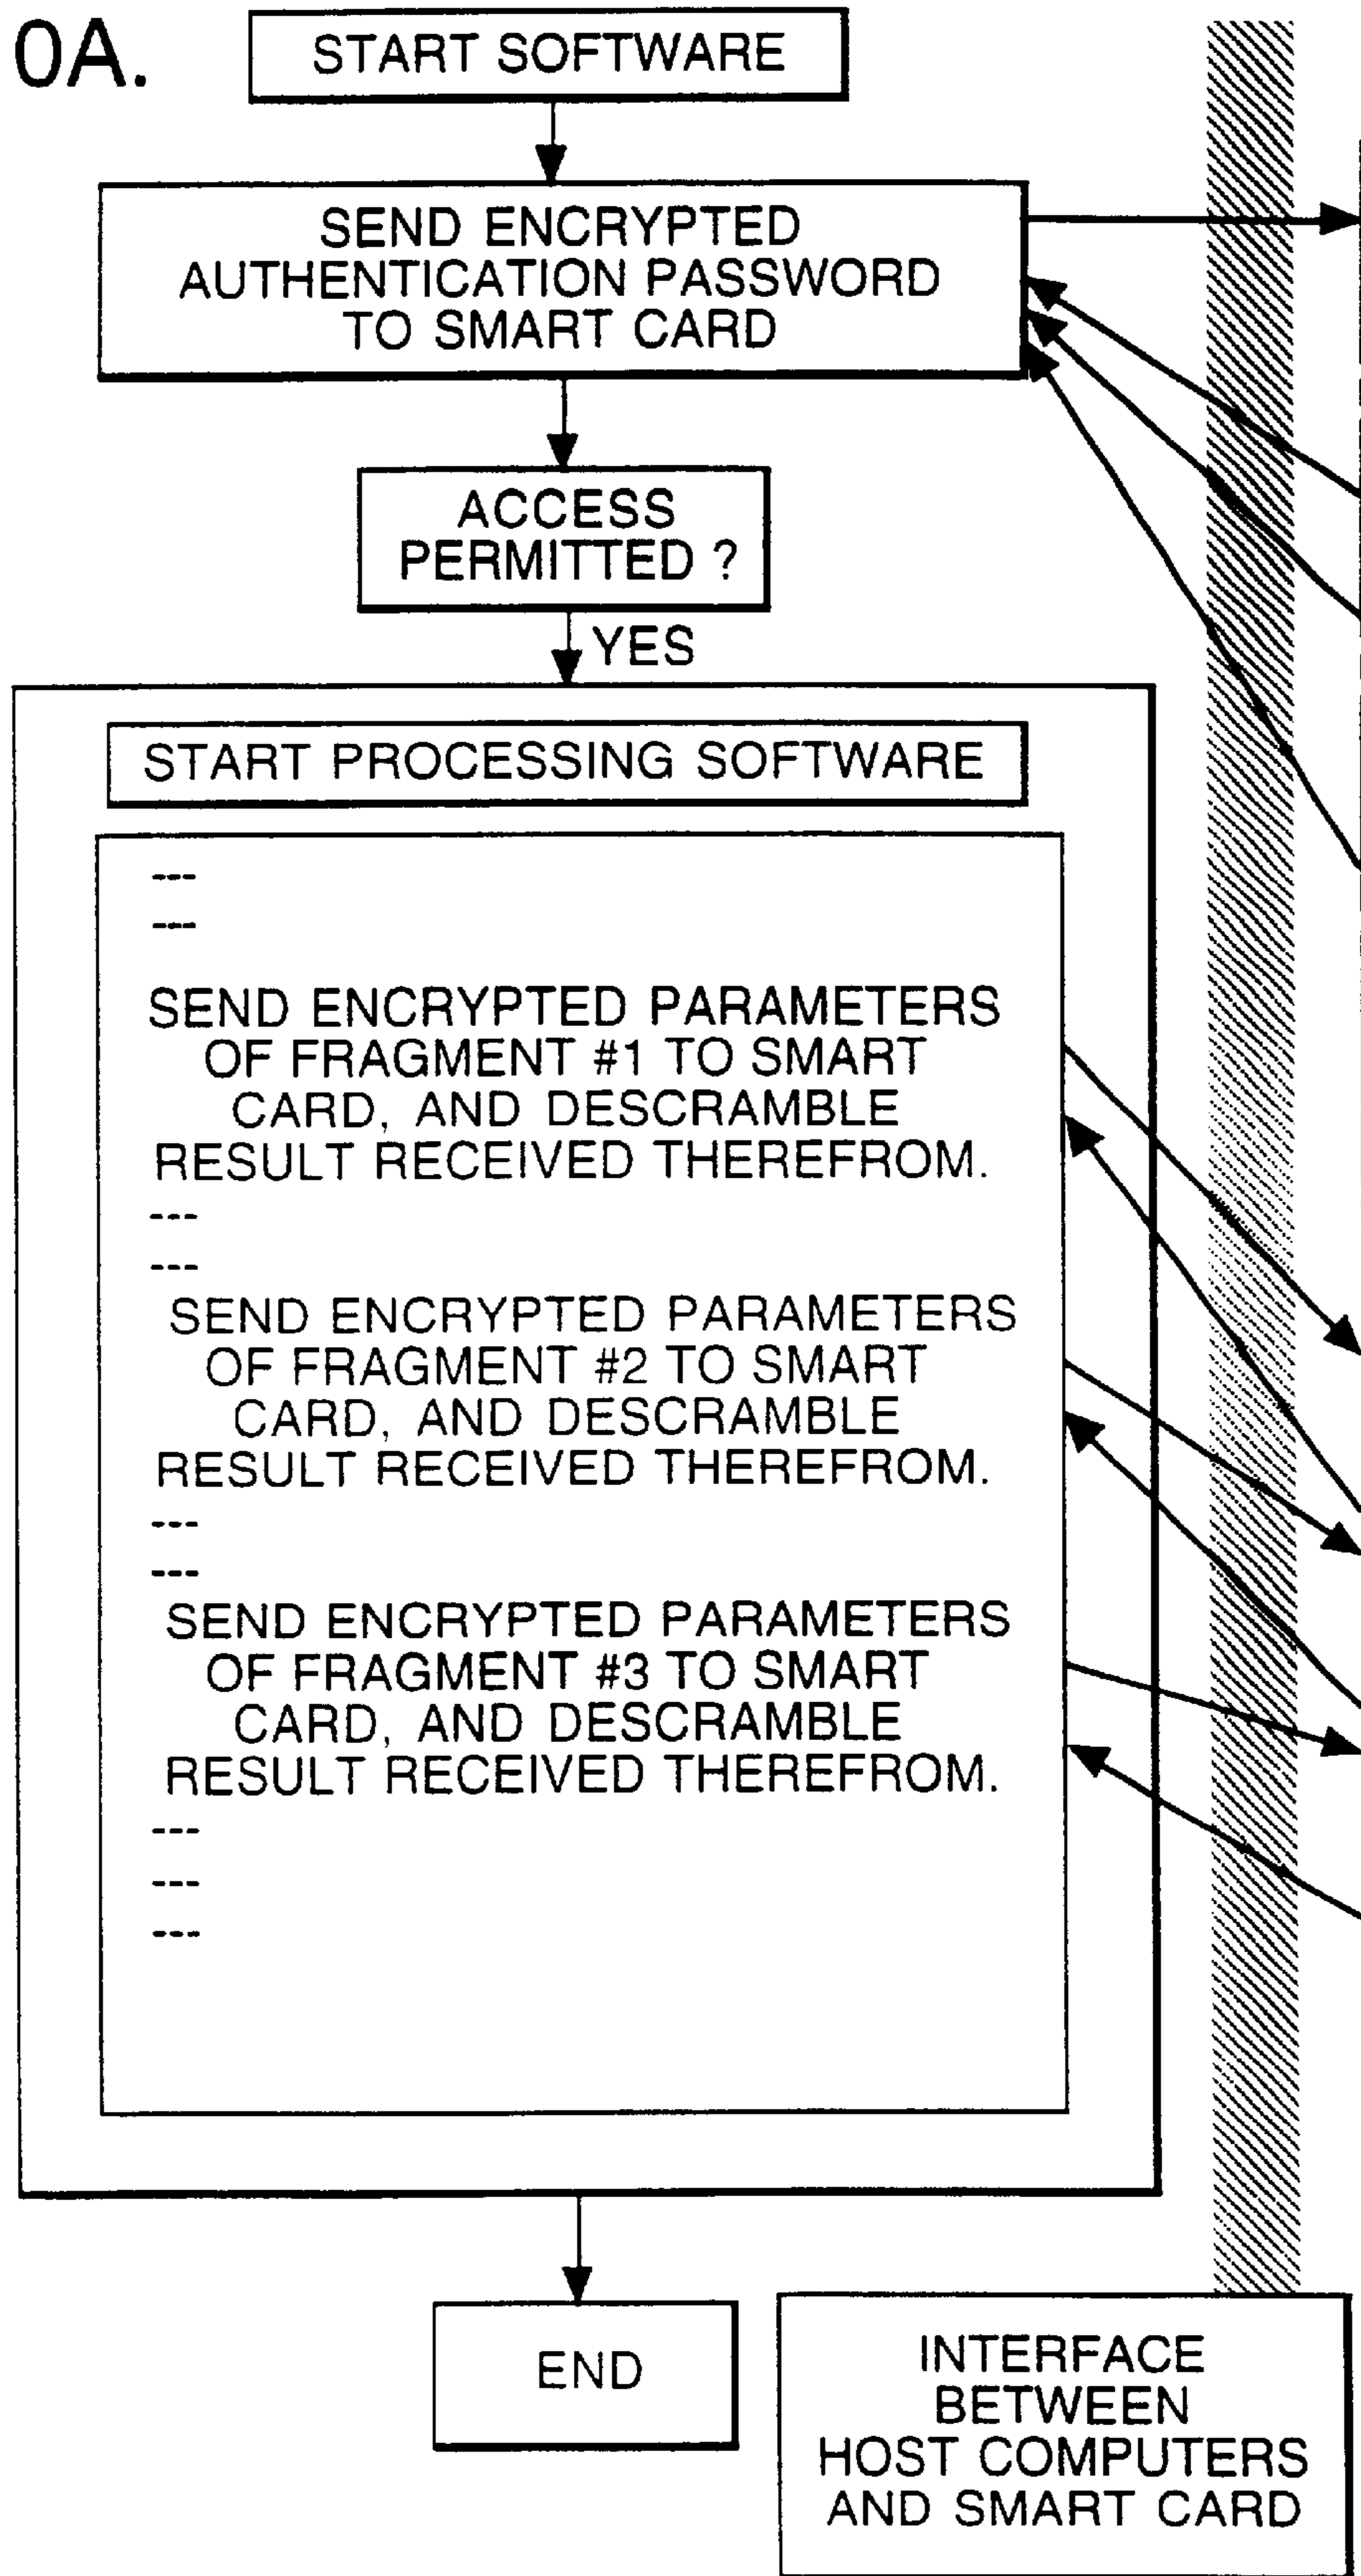 0A.
START SOFTWARE
SEND ENCRYPTED
AUTHENTICATION PASSWORD
TO SMART CARD
ACCESS
PERMITTED ?
YES
START PROCESSING SOFTWARE
---
---
SEND ENCRYPTED PARAMETERS
OF FRAGMENT #1 TO SMART
CARD, AND DESCRAMBLE
RESULT RECEIVED THEREFROM.
---
---
SEND ENCRYPTED PARAMETERS
OF FRAGMENT #2 TO SMART
CARD, AND DESCRAMBLE
RESULT RECEIVED THEREFROM.
---
---
SEND ENCRYPTED PARAMETERS
OF FRAGMENT #3 TO SMART
CARD, AND DESCRAMBLE
RESULT RECEIVED THEREFROM.
---
---
---
END
INTERFACE
BETWEEN
HOST COMPUTERS
AND SMART CARD